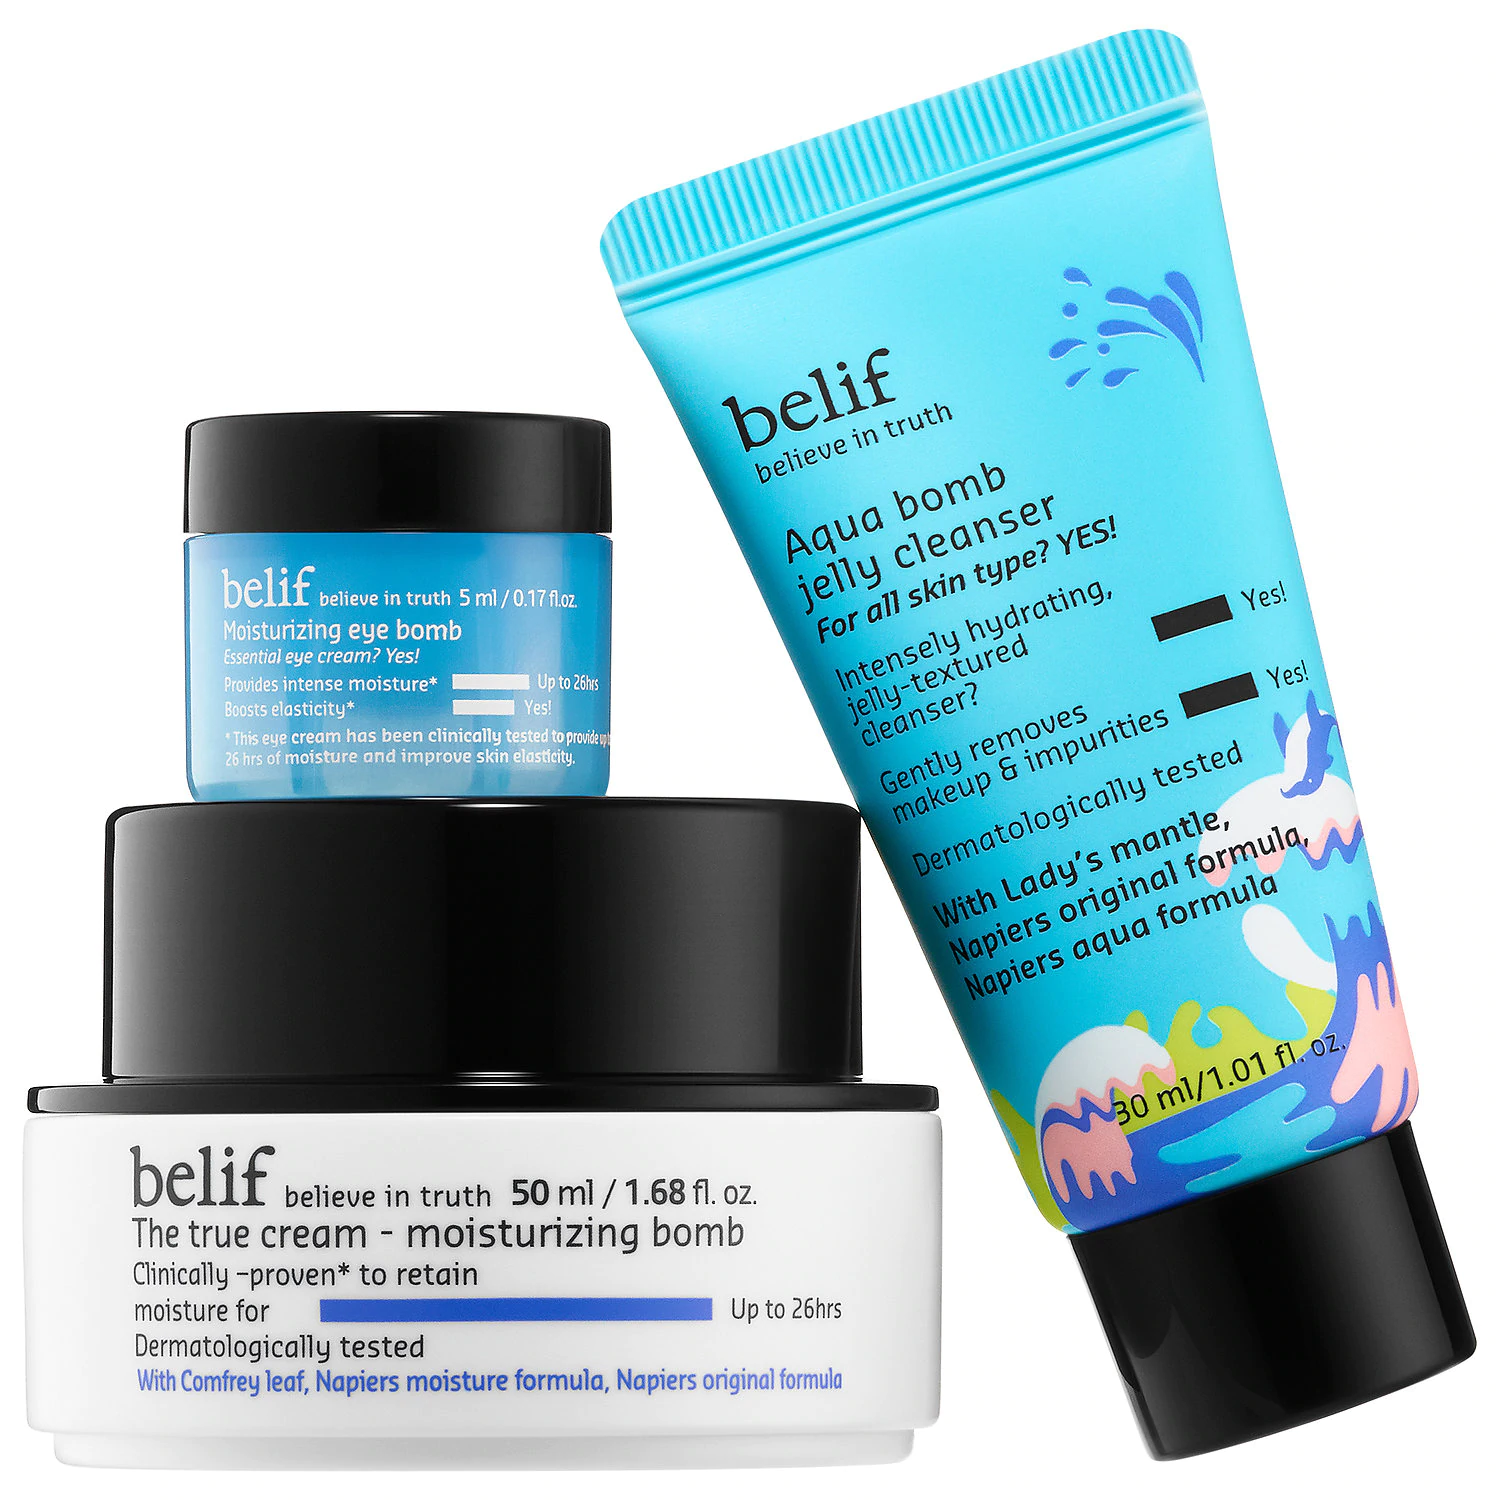 belif
believe in truth
Aqua bomb
jelly cleanser
For all skin type? YES!
Intensely hydrating,
jelly-textured
cleanser?
Yes!
Gently removes
makeup & impurities
Yes!
Dermatologically tested
With Lady's mantle,
Napiers original formula,
Napiers aqua formula
30 ml/1.01 fl. oz.
belif believe in truth 5 ml / 0.17 fl.oz.
Moisturizing eye bomb
Essential eye cream? Yes!
Provides intense moisture* Up to 26hrs
Boosts elasticity* Yes!
* This eye cream has been clinically tested to provide up
26 hrs of moisture and improve skin elasticity.
belif believe in truth 50 ml / 1.68 fl. oz.
The true cream - moisturizing bomb
Clinically -proven* to retain
moisture for Up to 26hrs
Dermatologically tested
With Comfrey leaf, Napiers moisture formula, Napiers original formula